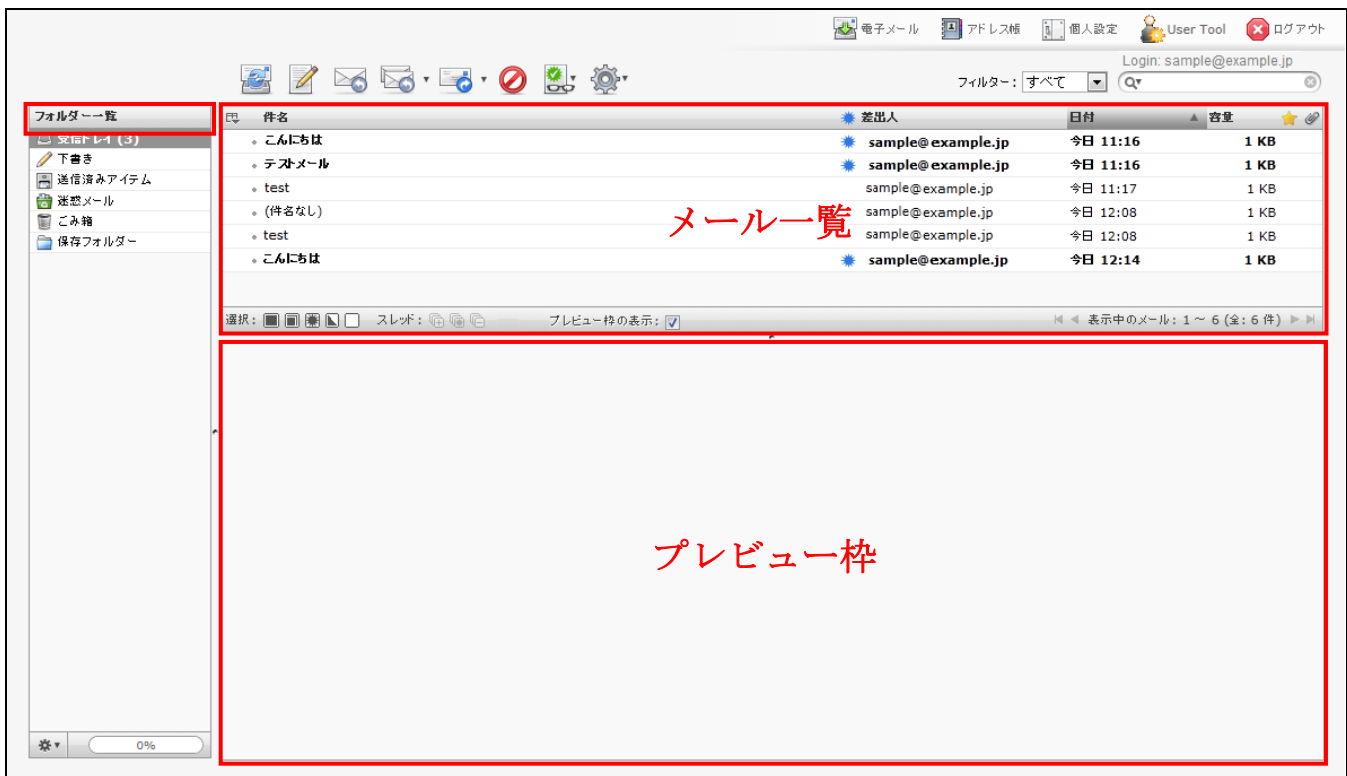 電子メール アドレス帳 個人設定 User Tool ログアウト
Login: sample@example.jp
フィルター: すべて
フォルダー一覧
件名 差出人 日付 容量
受信トレイ (3)
下書き
送信済みアイテム
迷惑メール
ごみ箱
保存フォルダー
こんにちは sample@example.jp 今日 11:16 1 KB
テストメール sample@example.jp 今日 11:16 1 KB
test sample@example.jp 今日 11:17 1 KB
(件名なし) sample@example.jp 今日 12:08 1 KB
test sample@example.jp 今日 12:08 1 KB
こんにちは sample@example.jp 今日 12:14 1 KB
メール一覧
選択: スレッド: プレビュー枠の表示: 表示中のメール: 1 ～ 6 (全: 6 件)
プレビュー枠
0%